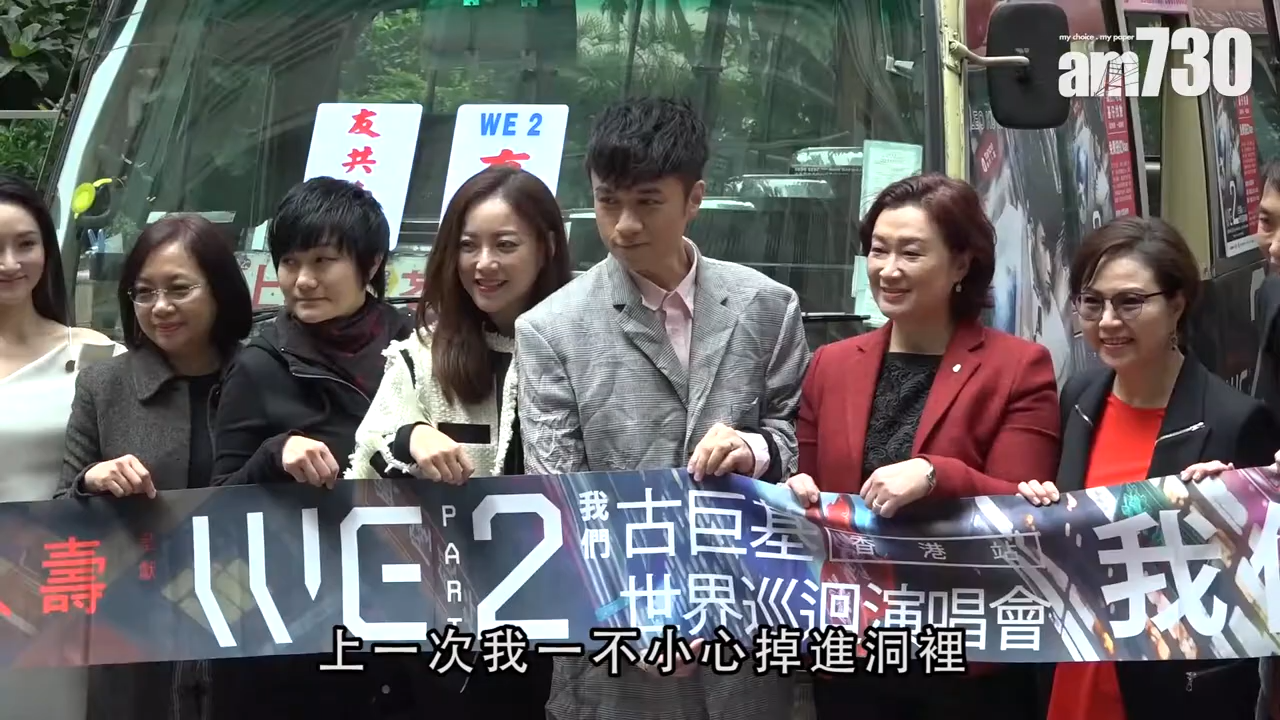 my choice . my paper
am730
友
共
WE 2
壽
呈獻
WE
PART
2
我們
古巨基
香港站
世界巡迴演唱會
我
上一次我一不小心掉進洞裡